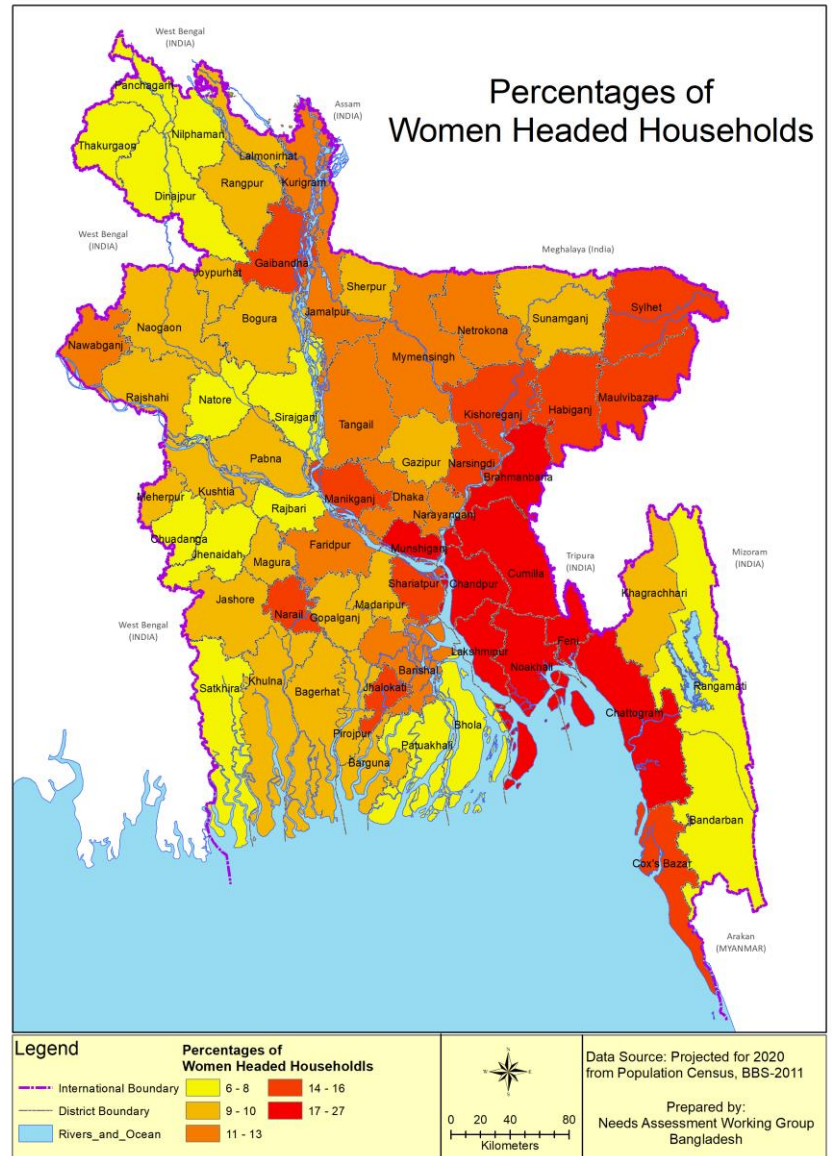 West Bengal
(INDIA)
Percentages of
Women Headed Households
Assam
(INDIA)
Panchagarh
Nilphamari
Thakurgaon
Lalmonirhat
Rangpur
Kurigram
Dinajpur
West Bengal
(INDIA)
Meghalaya (India)
Gaibandha
Joypurhat
Sherpur
Sylhet
Jamalpur
Bogura
Sunamganj
Naogaon
Netrokona
Nawabganj
Mymensingh
Rajshahi
Natore
Kishoreganj
Habiganj
Maulvibazar
Sirajganj
Tangail
Gazipur
Narsingdi
Pabna
Brahmanbaria
Meherpur
Kushtia
Manikganj
Dhaka
Rajbari
Narayanganj
Chuadanga
Jhenaidah
Faridpur
Munshiganj
Tripura
(INDIA)
Mizoram
(INDIA)
Magura
Cumilla
Shariatpur
Chandpur
Khagrachhari
Jashore
Madaripur
West Bengal
(INDIA)
Narail
Gopalganj
Feni
Lakshmipur
Noakhali
Barishal
Khulna
Satkhira
Jhalokati
Rangamati
Bagerhat
Chattogram
Bhola
Pirojpur
Patuakhali
Barguna
Bandarban
Cox's Bazar
Arakan
(MYANMAR)
Legend
International Boundary
District Boundary
Rivers_and_Ocean
Percentages of
Women Headed Householdls
6 - 8
9 - 10
11 - 13
14 - 16
17 - 27
N
W E
S
0 20 40 60 80
Kilometers
Data Source: Projected for 2020
from Population Census, BBS-2011
Prepared by:
Needs Assessment Working Group
Bangladesh